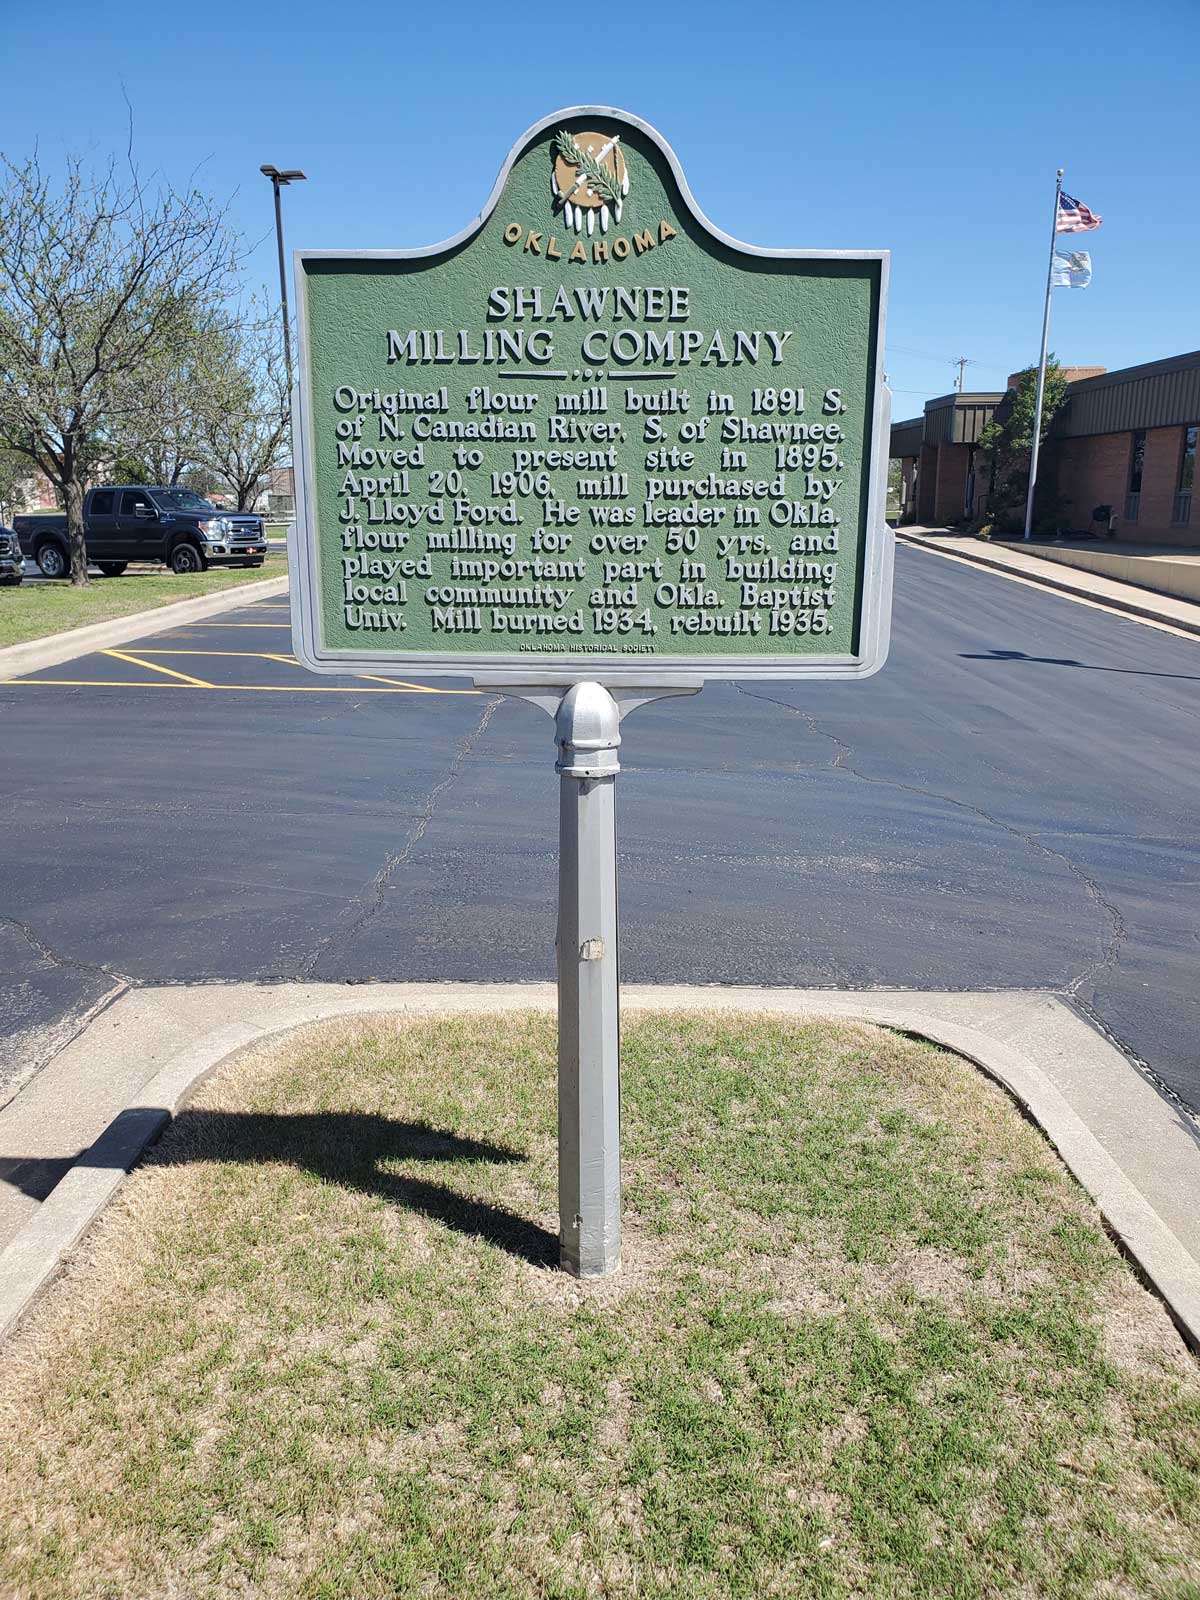 OKLAHOMA
SHAWNEE
MILLING COMPANY
Original flour mill built in 1891 S.
of N. Canadian River, S. of Shawnee.
Moved to present site in 1895.
April 20, 1906, mill purchased by
J. Lloyd Ford. He was leader in Okla.
flour milling for over 50 yrs. and
played important part in building
local community and Okla. Baptist
Univ. Mill burned 1934, rebuilt 1935.
OKLAHOMA HISTORICAL SOCIETY